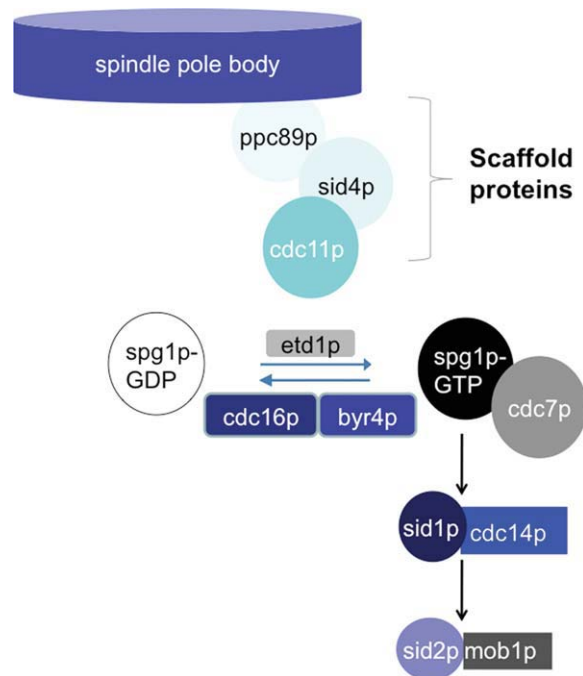 spindle pole body
ppc89p
sid4p
Scaffold
proteins
cdc11p
spg1p-
GDP
etd1p
spg1p-
GTP
cdc7p
cdc16p
byr4p
sid1p
cdc14p
sid2p
mob1p